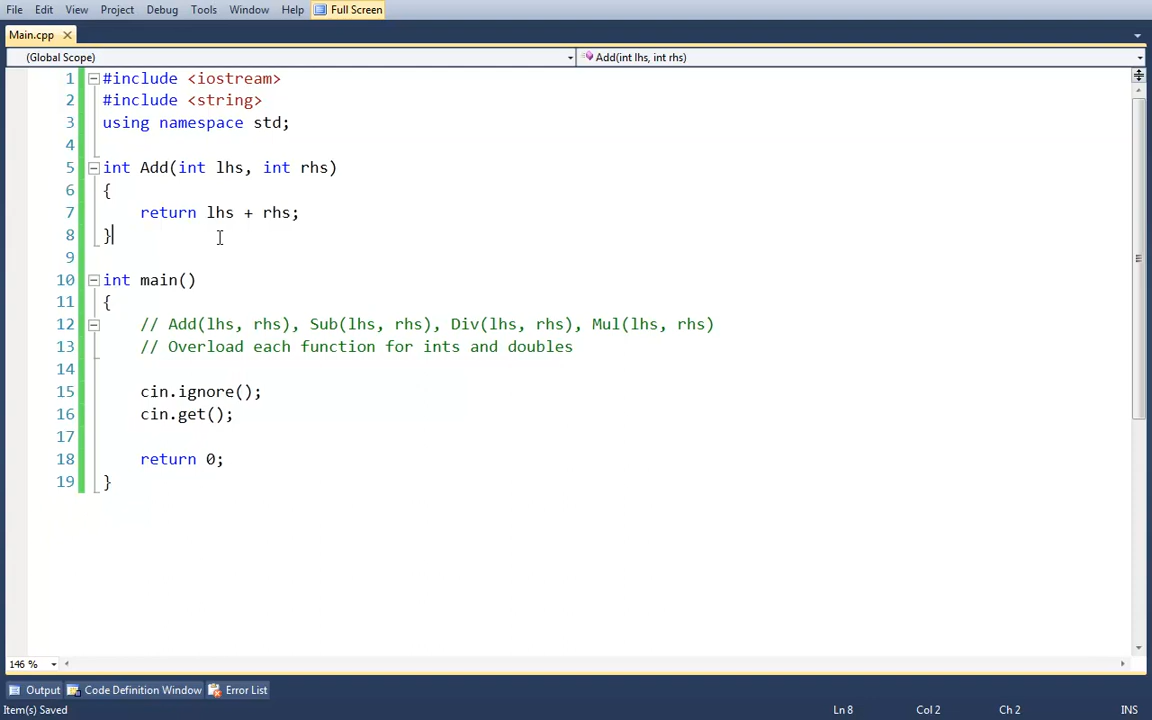 File Edit View Project Debug Tools Window Help Full Screen
Main.cpp
(Global Scope) Add(int lhs, int rhs)
1 #include <iostream>
2 #include <string>
3 using namespace std;
4
5 int Add(int lhs, int rhs)
6 {
7 return lhs + rhs;
8 }
9
10 int main()
11 {
12 // Add(lhs, rhs), Sub(lhs, rhs), Div(lhs, rhs), Mul(lhs, rhs)
13 // Overload each function for ints and doubles
14
15 cin.ignore();
16 cin.get();
17
18 return 0;
19 }
146 %
Output Code Definition Window Error List
Item(s) Saved Ln 8 Col 2 Ch 2 INS